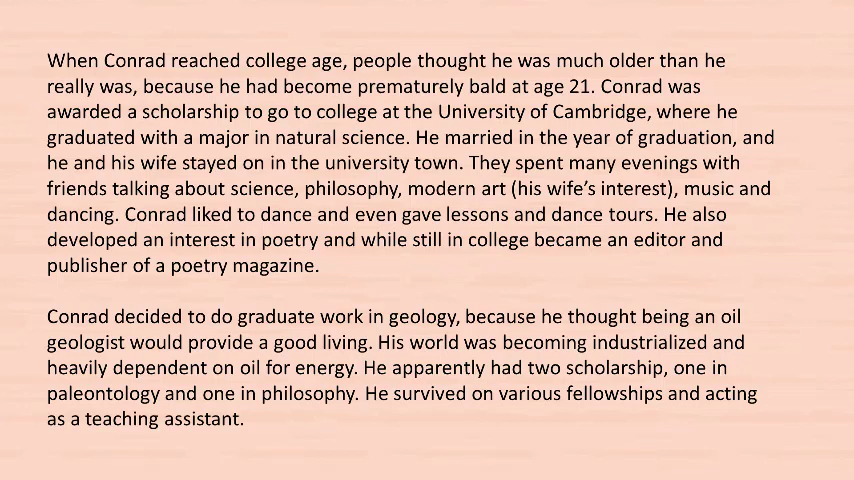 When Conrad reached college age, people thought he was much older than he
really was, because he had become prematurely bald at age 21. Conrad was
awarded a scholarship to go to college at the University of Cambridge, where he
graduated with a major in natural science. He married in the year of graduation, and
he and his wife stayed on in the university town. They spent many evenings with
friends talking about science, philosophy, modern art (his wife’s interest), music and
dancing. Conrad liked to dance and even gave lessons and dance tours. He also
developed an interest in poetry and while still in college became an editor and
publisher of a poetry magazine.
Conrad decided to do graduate work in geology, because he thought being an oil
geologist would provide a good living. His world was becoming industrialized and
heavily dependent on oil for energy. He apparently had two scholarship, one in
paleontology and one in philosophy. He survived on various fellowships and acting
as a teaching assistant.